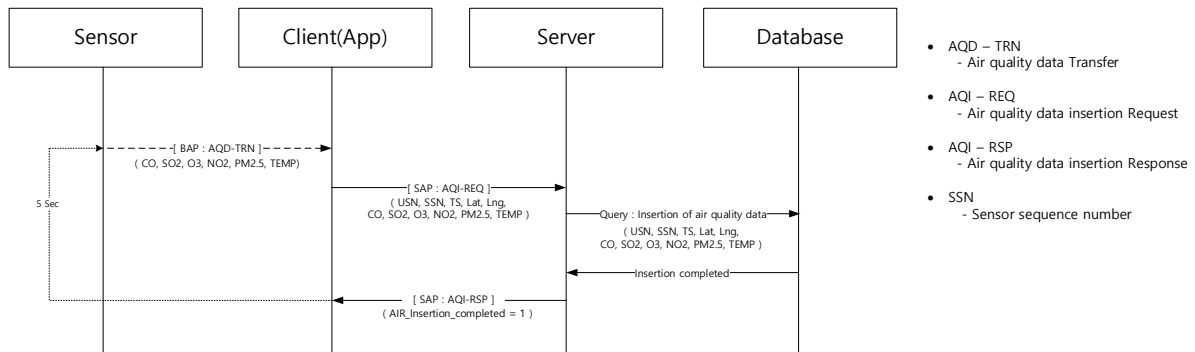 Sensor
Client(App)
Server
Database
[ BAP : AQD-TRN ]
( CO, SO2, O3, NO2, PM2.5, TEMP)
[ SAP : AQI-REQ ]
( USN, SSN, TS, Lat, Lng,
CO, SO2, O3, NO2, PM2.5, TEMP )
5 Sec
Query : Insertion of air quality data
( USN, SSN, TS, Lat, Lng,
CO, SO2, O3, NO2, PM2.5, TEMP )
Insertion completed
[ SAP : AQI-RSP ]
( AIR_Insertion_completed = 1 )
• AQD – TRN
- Air quality data Transfer
• AQI – REQ
- Air quality data insertion Request
• AQI – RSP
- Air quality data insertion Response
• SSN
- Sensor sequence number